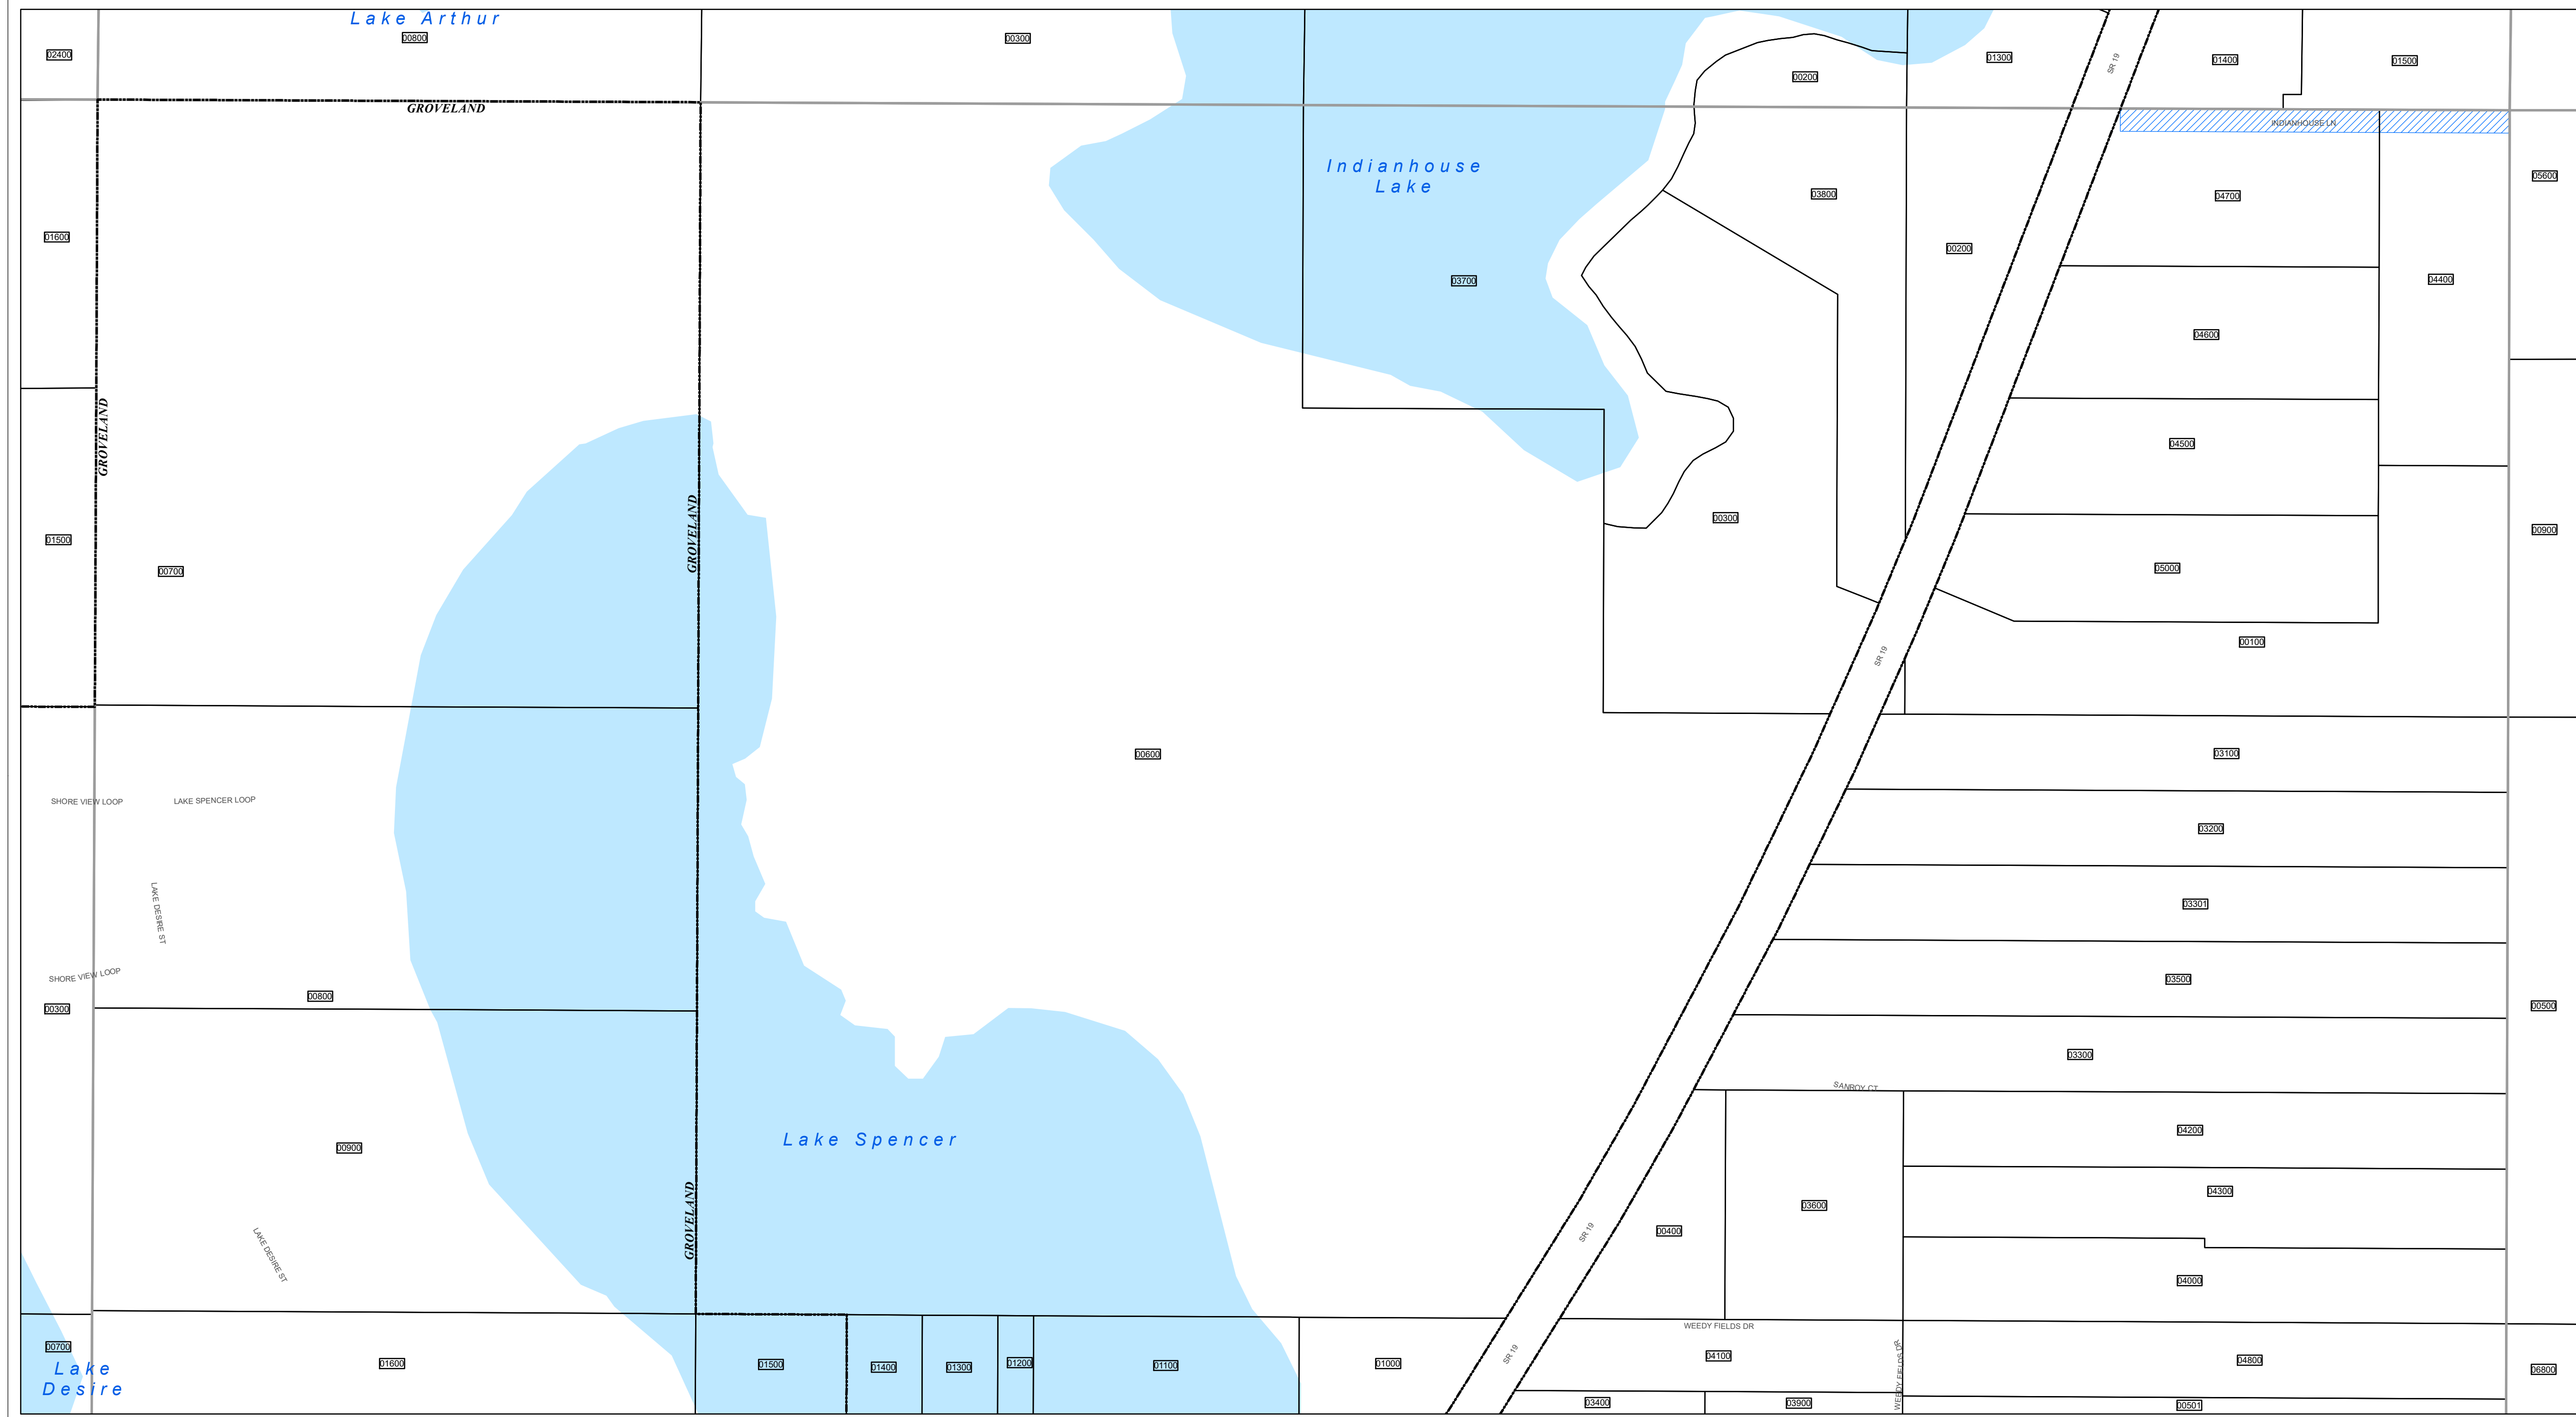 Lake Arthur
00800
00300
02400
00200
01300
SR 19
01400
01500
GROVELAND
INDIANHOUSE LN
Indianhouse
Lake
05600
03800
04700
01600
00200
03700
04400
04600
GROVELAND
04500
01500
GROVELAND
00300
00900
00700
05000
00100
SR 19
00600
03100
SHORE VIEW LOOP
LAKE SPENCER LOOP
03200
LAKE DESIRE ST
03301
SHORE VIEW LOOP
03500
00300
00800
00500
03300
SANROY CT
Lake Spencer
04200
00900
04300
03600
GROVELAND
00400
SR 19
LAKE DESIRE ST
04000
WEEDY FIELDS DR
00700
Lake
Desire
01600
01500
01400
01300
01200
01100
01000
SR 19
04100
WEEDY FIELDS DR
04800
06800
03400
03900
00501